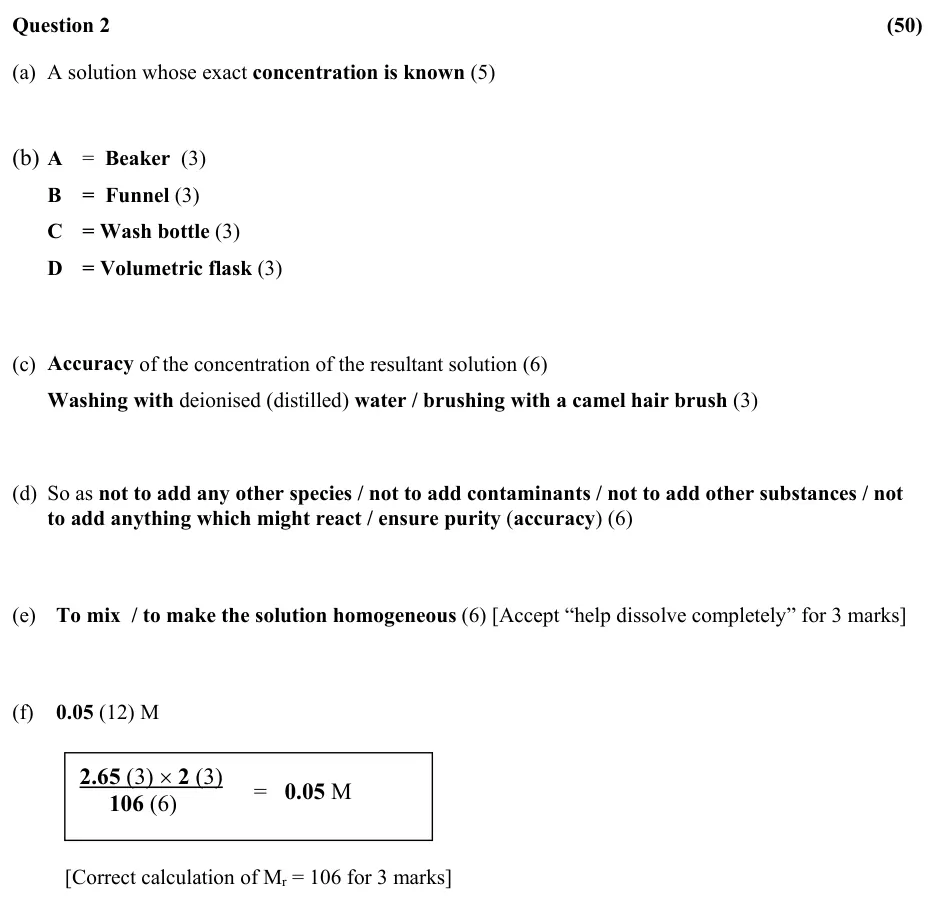 Question 2 (50)
(a) A solution whose exact concentration is known (5)
(b) A = Beaker (3)
B = Funnel (3)
C = Wash bottle (3)
D = Volumetric flask (3)
(c) Accuracy of the concentration of the resultant solution (6)
Washing with deionised (distilled) water / brushing with a camel hair brush (3)
(d) So as not to add any other species / not to add contaminants / not to add other substances / not
to add anything which might react / ensure purity (accuracy) (6)
(e) To mix / to make the solution homogeneous (6) [Accept “help dissolve completely” for 3 marks]
(f) 0.05 (12) M
2.65 (3) × 2 (3)
106 (6)
= 0.05 M
[Correct calculation of Mr = 106 for 3 marks]